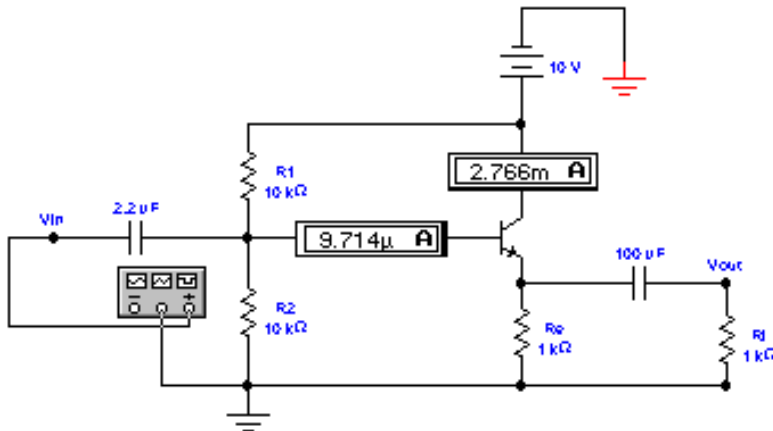 10 V
R1
10 kΩ
2.766m A
Vin
2.2 µF
9.714µ A
100 µF
Vout
R2
10 kΩ
Re
1 kΩ
Rl
1 kΩ